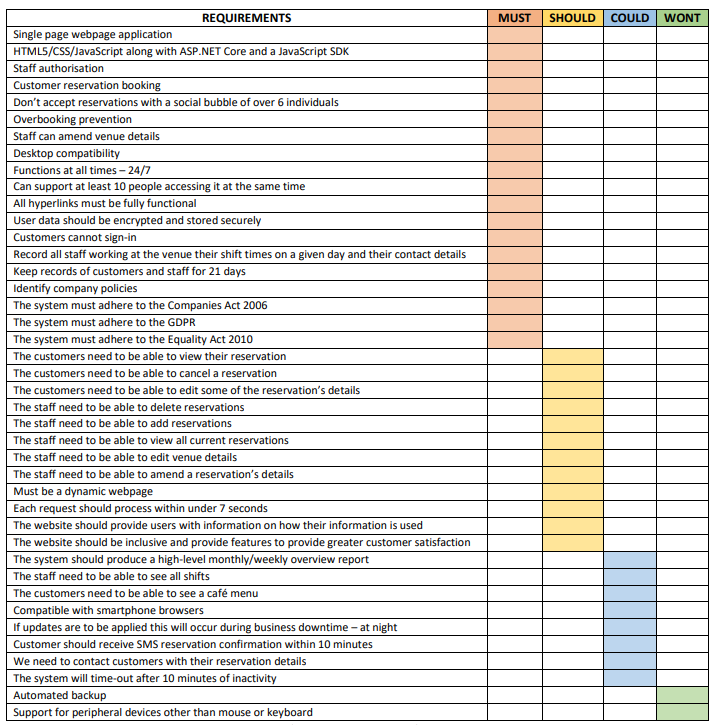 REQUIREMENTS MUST SHOULD COULD WONT
Single page webpage application
HTML5/CSS/JavaScript along with ASP.NET Core and a JavaScript SDK
Staff authorisation
Customer reservation booking
Don’t accept reservations with a social bubble of over 6 individuals
Overbooking prevention
Staff can amend venue details
Desktop compatibility
Functions at all times – 24/7
Can support at least 10 people accessing it at the same time
All hyperlinks must be fully functional
User data should be encrypted and stored securely
Customers cannot sign-in
Record all staff working at the venue their shift times on a given day and their contact details
Keep records of customers and staff for 21 days
Identify company policies
The system must adhere to the Companies Act 2006
The system must adhere to the GDPR
The system must adhere to the Equality Act 2010
The customers need to be able to view their reservation
The customers need to be able to cancel a reservation
The customers need to be able to edit some of the reservation’s details
The staff need to be able to delete reservations
The staff need to be able to add reservations
The staff need to be able to view all current reservations
The staff need to be able to edit venue details
The staff need to be able to amend a reservation’s details
Must be a dynamic webpage
Each request should process within under 7 seconds
The website should provide users with information on how their information is used
The website should be inclusive and provide features to provide greater customer satisfaction
The system should produce a high-level monthly/weekly overview report
The staff need to be able to see all shifts
The customers need to be able to see a café menu
Compatible with smartphone browsers
If updates are to be applied this will occur during business downtime – at night
Customer should receive SMS reservation confirmation within 10 minutes
We need to contact customers with their reservation details
The system will time-out after 10 minutes of inactivity
Automated backup
Support for peripheral devices other than mouse or keyboard